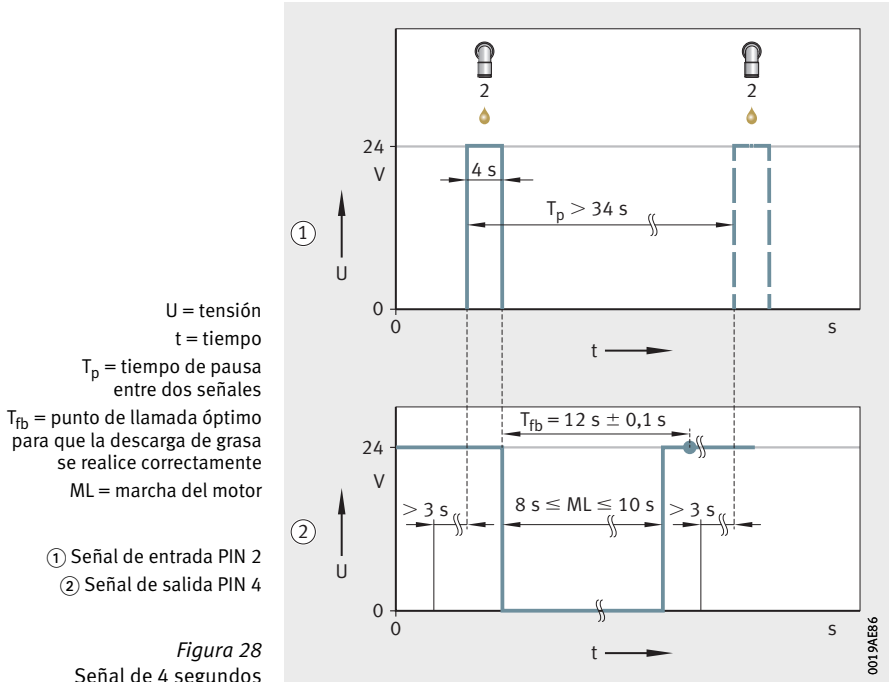 2
2
24
V
4 s
Tp > 34 s
1
U
0
0
s
t
U = tensión
t = tiempo
Tp = tiempo de pausa
entre dos señales
Tfb = punto de llamada óptimo
para que la descarga de grasa
se realice correctamente
ML = marcha del motor
① Señal de entrada PIN 2
② Señal de salida PIN 4
Figura 28
Señal de 4 segundos
Tfb = 12 s ± 0,1 s
24
V
> 3 s
8 s ≤ ML ≤ 10 s
> 3 s
2
U
0
0
s
t
0019AE86